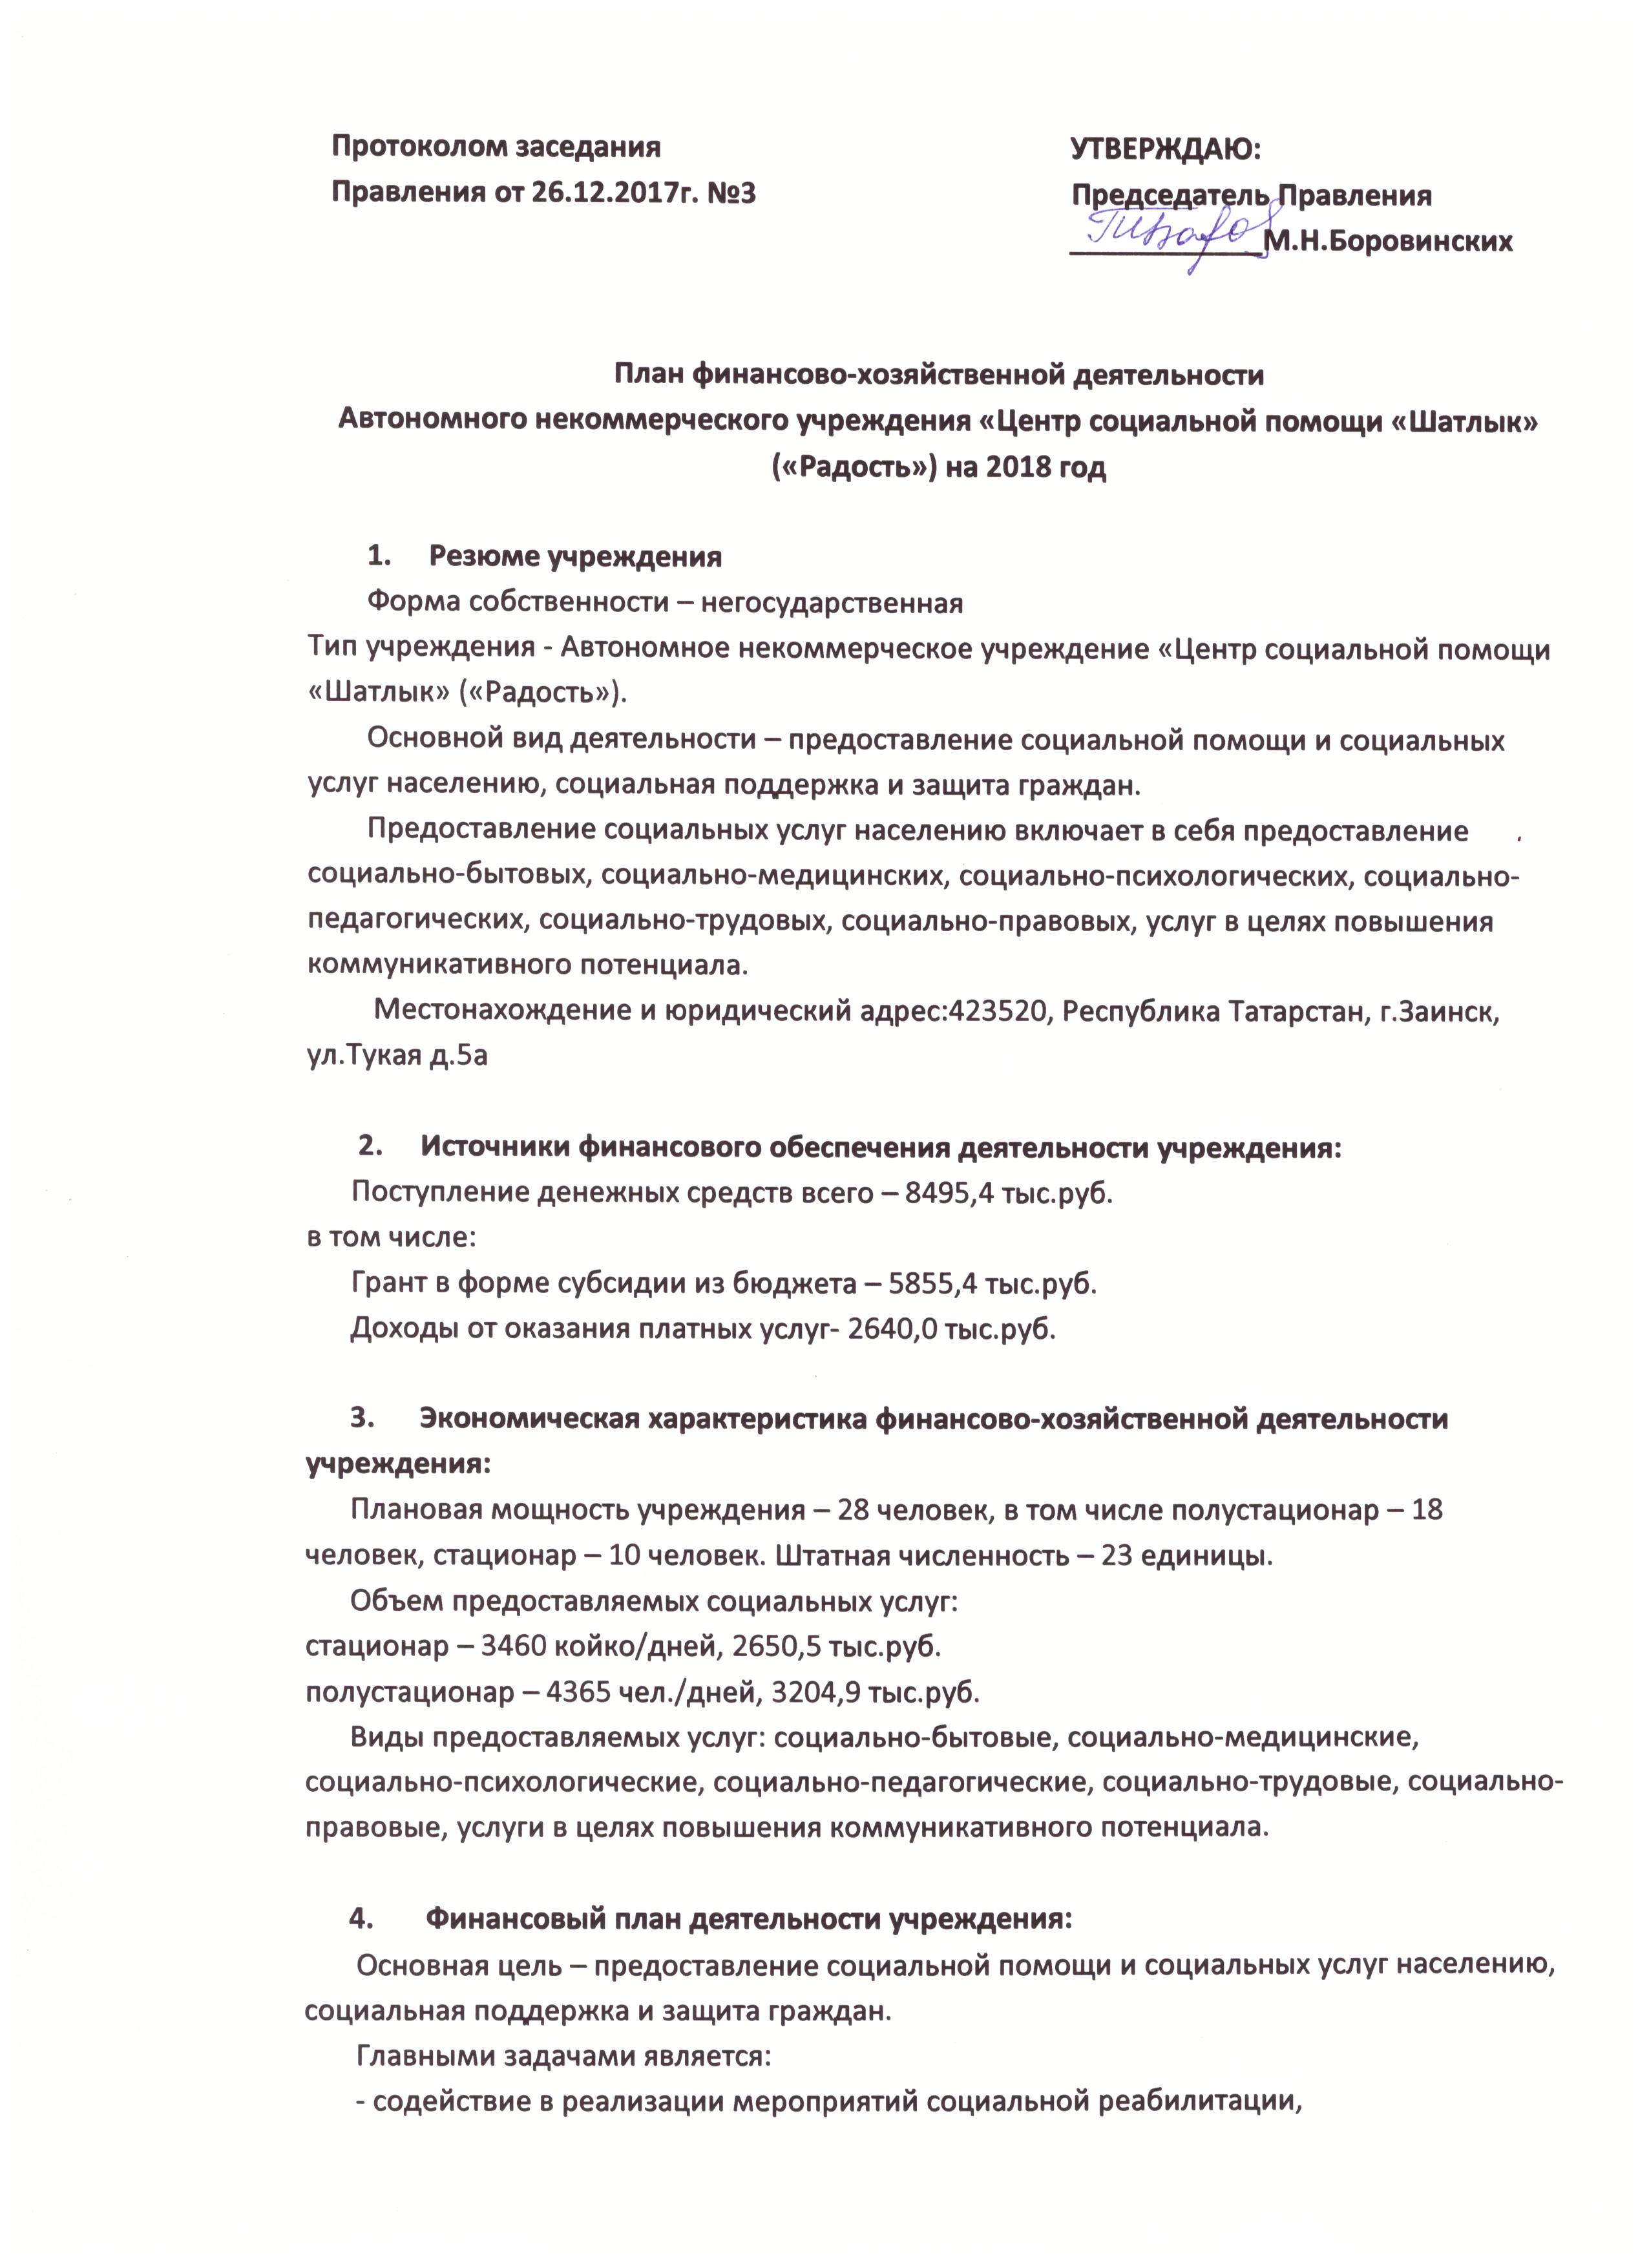 Протоколом заседания
Правления от 26.12.2017г. №3
УТВЕРЖДАЮ:
Председатель Правления
М.Н.Боровинских
План финансово-хозяйственной деятельности
Автономного некоммерческого учреждения «Центр социальной помощи «Шатлык»
(«Радость») на 2018 год
1. Резюме учреждения
Форма собственности – негосударственная
Тип учреждения - Автономное некоммерческое учреждение «Центр социальной помощи
«Шатлык» («Радость»).
Основной вид деятельности – предоставление социальной помощи и социальных
услуг населению, социальная поддержка и защита граждан.
Предоставление социальных услуг населению включает в себя предоставление
социально-бытовых, социально-медицинских, социально-психологических, социально-
педагогических, социально-трудовых, социально-правовых, услуг в целях повышения
коммуникативного потенциала.
Местонахождение и юридический адрес:423520, Республика Татарстан, г.Заинск,
ул.Тукая д.5а
2. Источники финансового обеспечения деятельности учреждения:
Поступление денежных средств всего – 8495,4 тыс.руб.
в том числе:
Грант в форме субсидии из бюджета – 5855,4 тыс.руб.
Доходы от оказания платных услуг- 2640,0 тыс.руб.
3. Экономическая характеристика финансово-хозяйственной деятельности
учреждения:
Плановая мощность учреждения – 28 человек, в том числе полустационар – 18
человек, стационар – 10 человек. Штатная численность – 23 единицы.
Объем предоставляемых социальных услуг:
стационар – 3460 койко/дней, 2650,5 тыс.руб.
полустационар – 4365 чел./дней, 3204,9 тыс.руб.
Виды предоставляемых услуг: социально-бытовые, социально-медицинские,
социально-психологические, социально-педагогические, социально-трудовые, социально-
правовые, услуги в целях повышения коммуникативного потенциала.
4. Финансовый план деятельности учреждения:
Основная цель – предоставление социальной помощи и социальных услуг населению,
социальная поддержка и защита граждан.
Главными задачами является:
- содействие в реализации мероприятий социальной реабилитации,